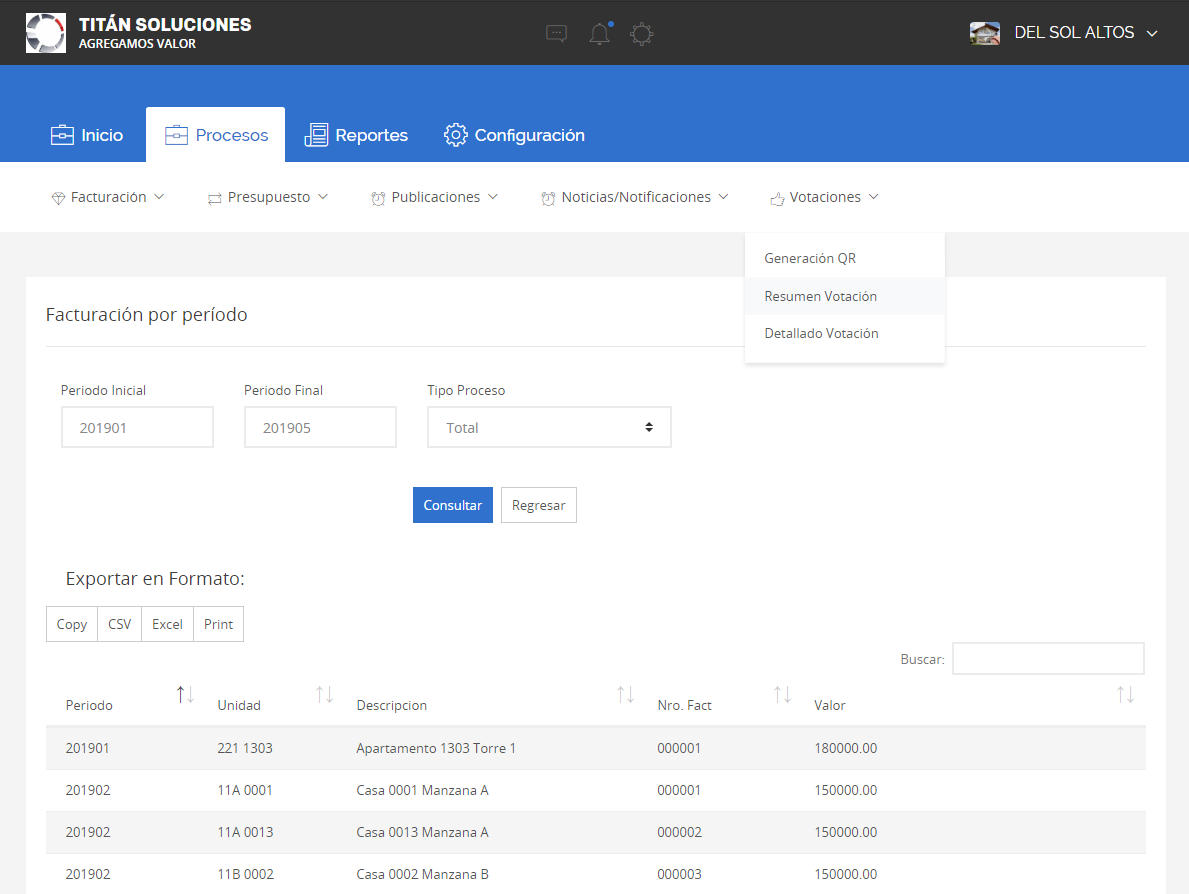 TITÁN SOLUCIONES
AGREGAMOS VALOR
DEL SOL ALTOS
Inicio
Procesos
Reportes
Configuración
Facturación
Presupuesto
Publicaciones
Noticias/Notificaciones
Votaciones
Generación QR
Resumen Votación
Detallado Votación
Facturación por período
Periodo Inicial
Periodo Final
Tipo Proceso
201901
201905
Total
Consultar
Regresar
Exportar en Formato:
Copy CSV Excel Print
Buscar:
Periodo Unidad Descripcion Nro. Fact Valor
201901 221 1303 Apartamento 1303 Torre 1 000001 180000.00
201902 11A 0001 Casa 0001 Manzana A 000001 150000.00
201902 11A 0013 Casa 0013 Manzana A 000002 150000.00
201902 11B 0002 Casa 0002 Manzana B 000003 150000.00